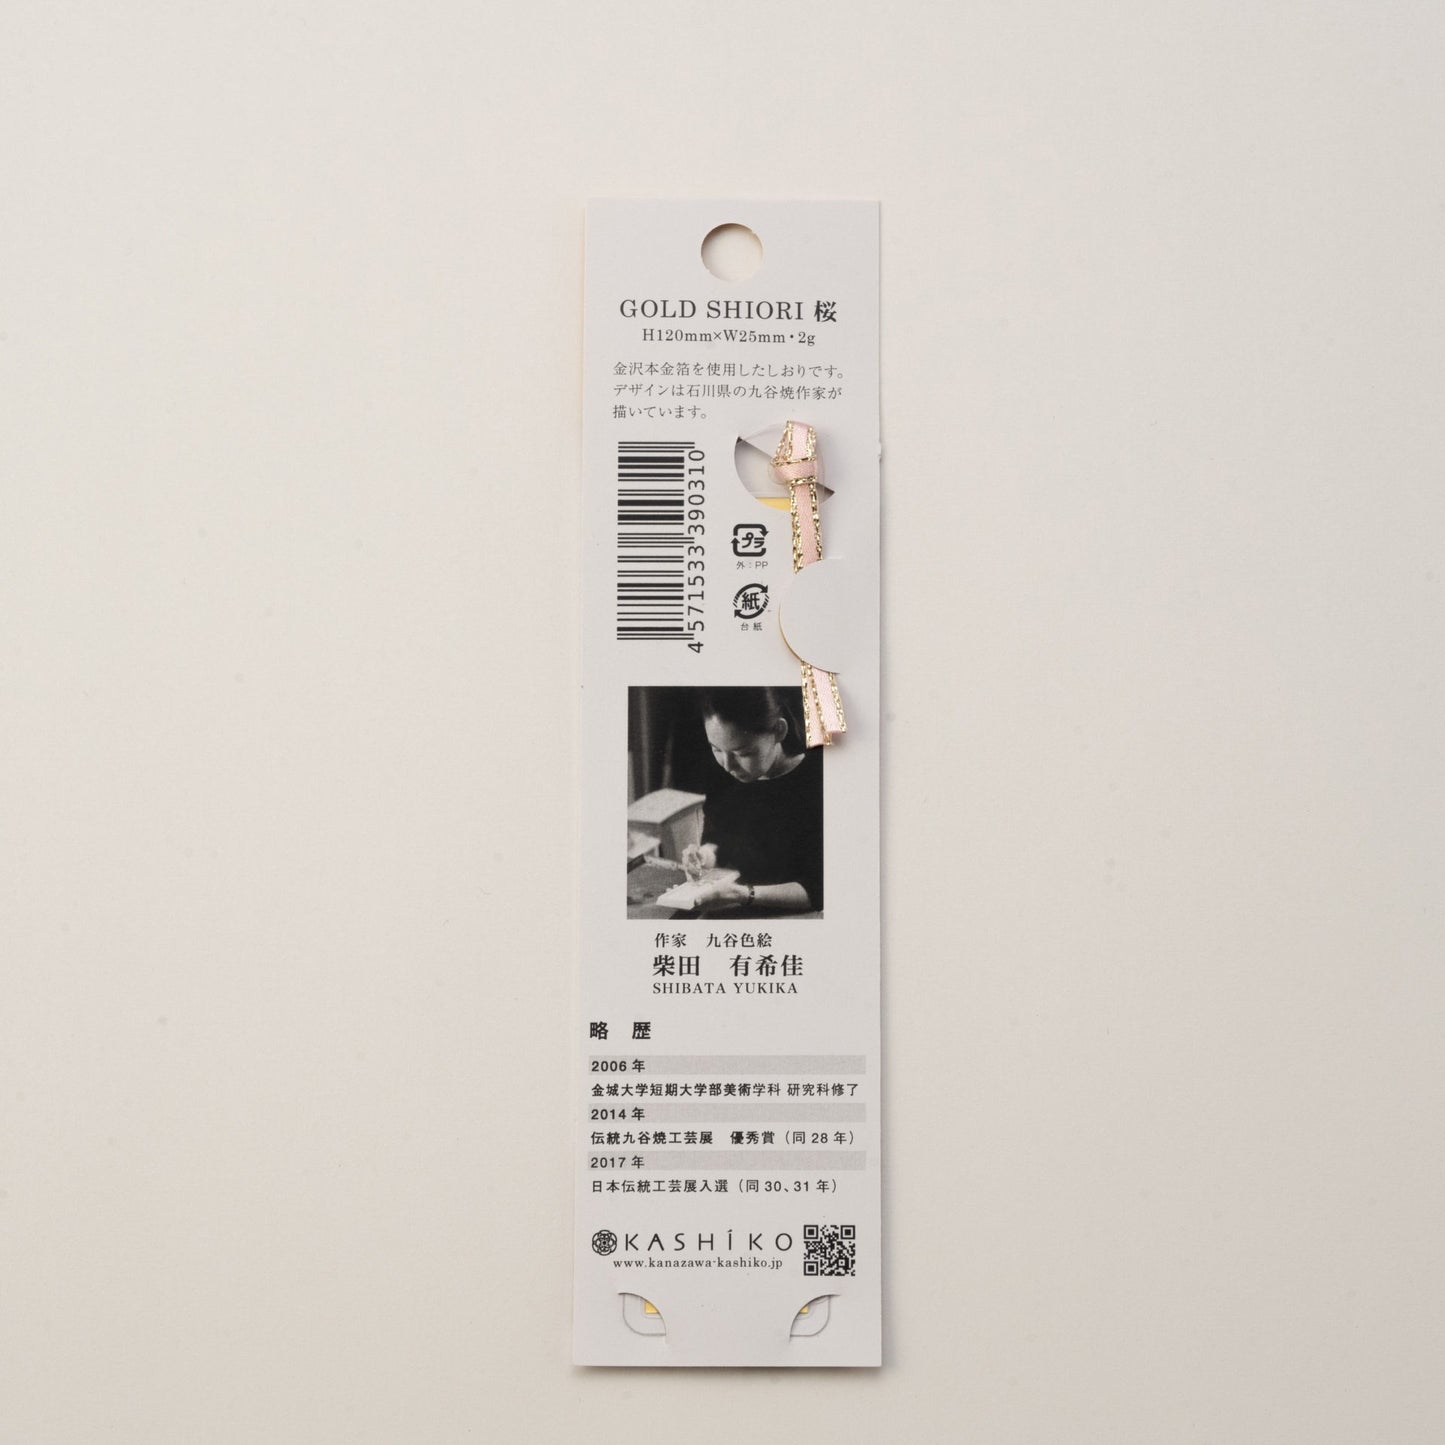 GOLD SHIORI 桜
H120mm×W25mm・2g
金沢本金箔を使用したしおりです。
デザインは石川県の九谷焼作家が
描いています。
4571533390310
プラ
外：PP
紙
台紙
作家　九谷色絵
柴田　有希佳
SHIBATA YUKIKA
略　歴
2006 年
金城大学短期大学部美術学科 研究科修了
2014 年
伝統九谷焼工芸展　優秀賞（同 28 年）
2017 年
日本伝統工芸展入選（同 30、31 年）
KASHÍKO
www.kanazawa-kashiko.jp